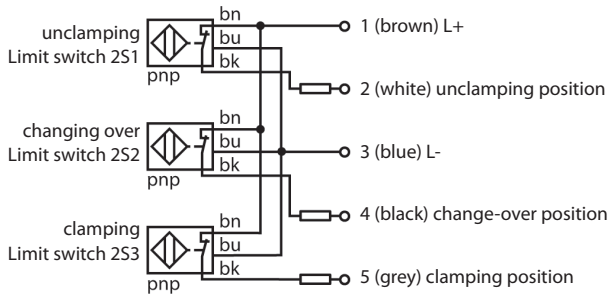 unclamping
Limit switch 2S1
pnp
bn
bu
bk
1 (brown) L+
2 (white) unclamping position
changing over
Limit switch 2S2
pnp
bn
bu
bk
3 (blue) L-
4 (black) change-over position
clamping
Limit switch 2S3
pnp
bn
bu
bk
5 (grey) clamping position